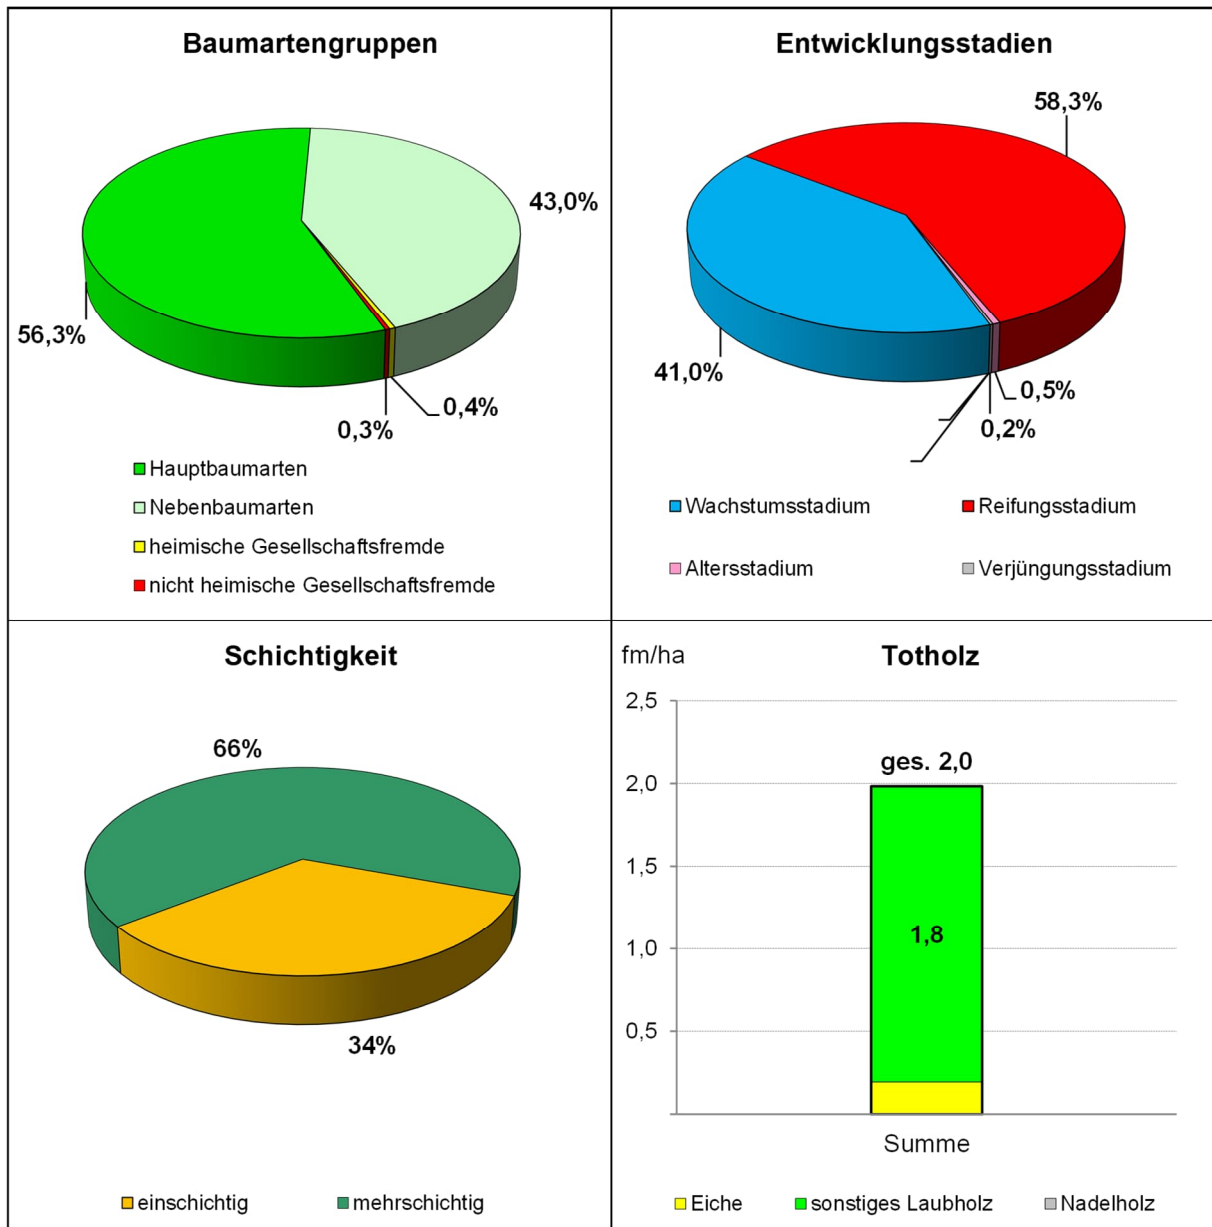 Baumartengruppen
43,0%
56,3%
0,4%
0,3%
Hauptbaumarten
Nebenbaumarten
heimische Gesellschaftsfremde
nicht heimische Gesellschaftsfremde
Entwicklungsstadien
58,3%
41,0%
0,5%
0,2%
Wachstumsstadium Reifungsstadium
Altersstadium Verjüngungsstadium
Schichtigkeit
66%
34%
einschichtig mehrschichtig
fm/ha Totholz
2,5
ges. 2,0
2,0
1,5
1,8
1,0
0,5
Summe
Eiche sonstiges Laubholz Nadelholz